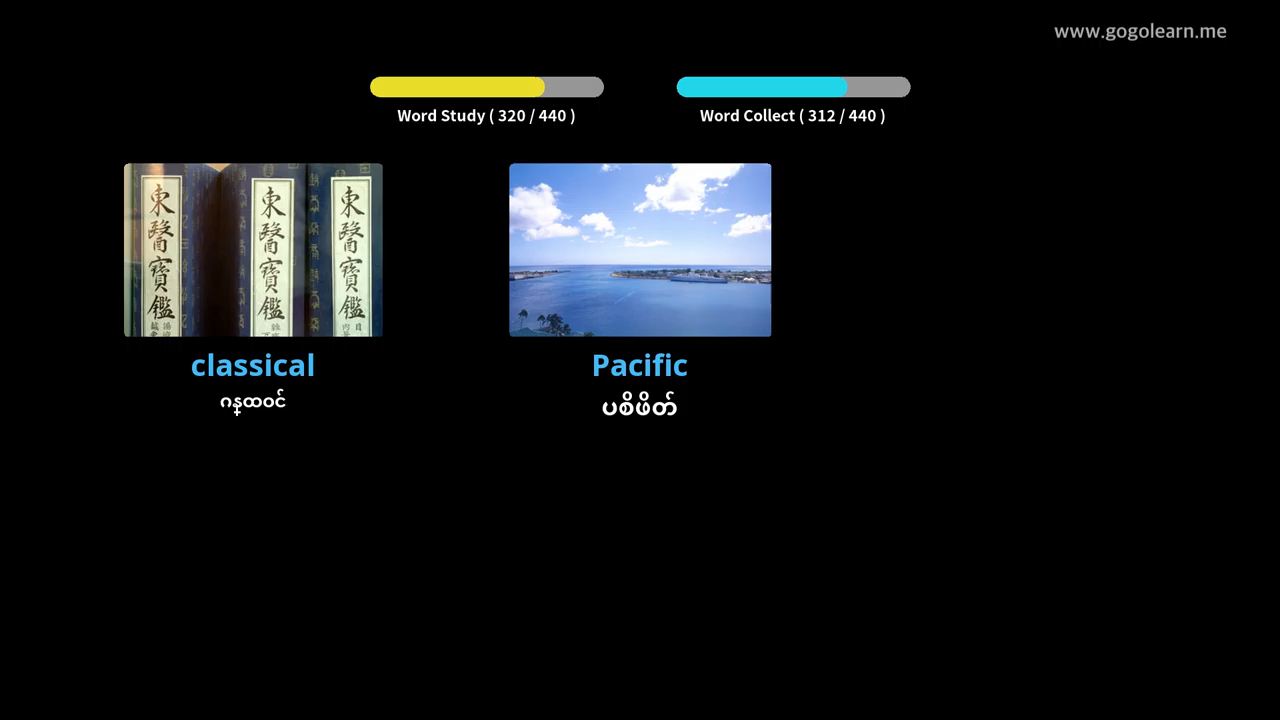 www.gogolearn.me
Word Study ( 320 / 440 )
Word Collect ( 312 / 440 )
東醫寶鑑
東醫寶鑑
東醫寶鑑
classical
ဂန္ထဝင်
Pacific
ပစိဖိတ်